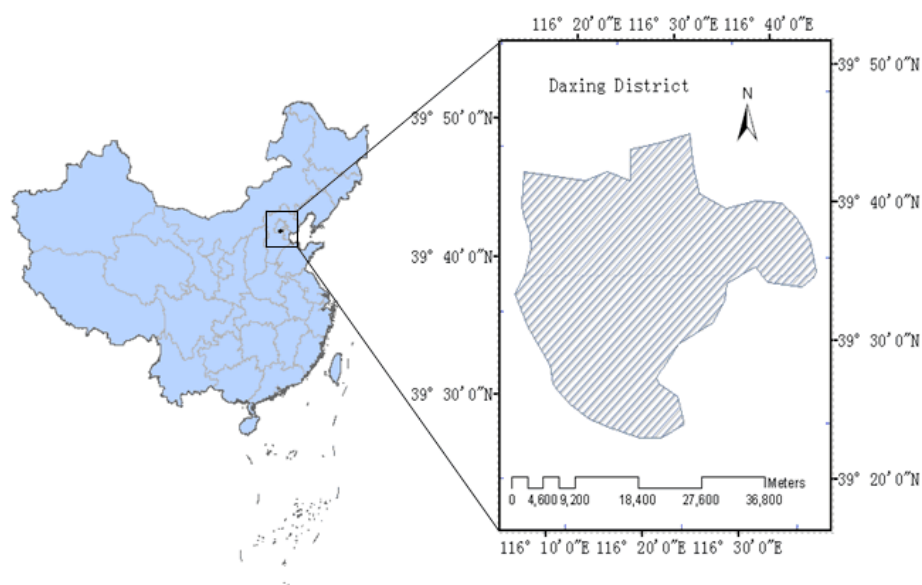 116° 20'0"E 116° 30'0"E 116° 40'0"E
39° 50'0"N
Daxing District
N
39° 50'0"N
39° 40'0"N
39° 40'0"N
39° 30'0"N
39° 30'0"N
39° 20'0"N
Meters
0 4,600 9,200 18,400 27,600 36,800
116° 10'0"E 116° 20'0"E 116° 30'0"E